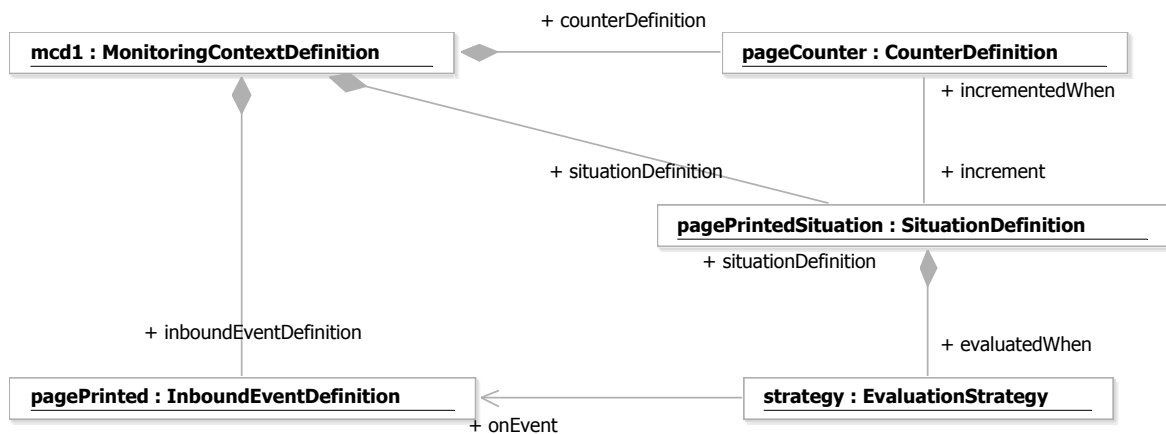 + counterDefinition
mcd1 : MonitoringContextDefinition
pageCounter : CounterDefinition
+ incrementedWhen
+ situationDefinition
+ increment
pagePrintedSituation : SituationDefinition
+ situationDefinition
+ inboundEventDefinition
+ evaluatedWhen
pagePrinted : InboundEventDefinition
strategy : EvaluationStrategy
+ onEvent